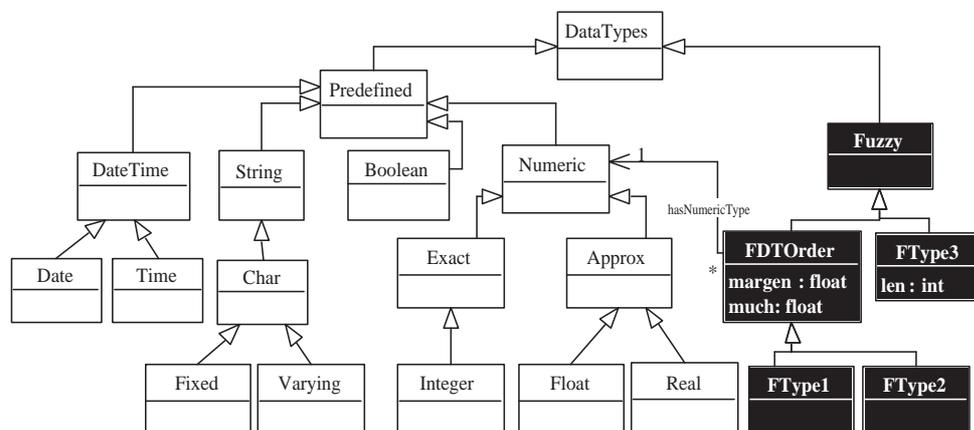 DataTypes
Predefined
Fuzzy
DateTime
String
Boolean
Numeric
1
hasNumericType
*
FDTOrder
margen : float
much: float
FType3
len : int
Date
Time
Char
Exact
Approx
Fixed
Varying
Integer
Float
Real
FType1
FType2